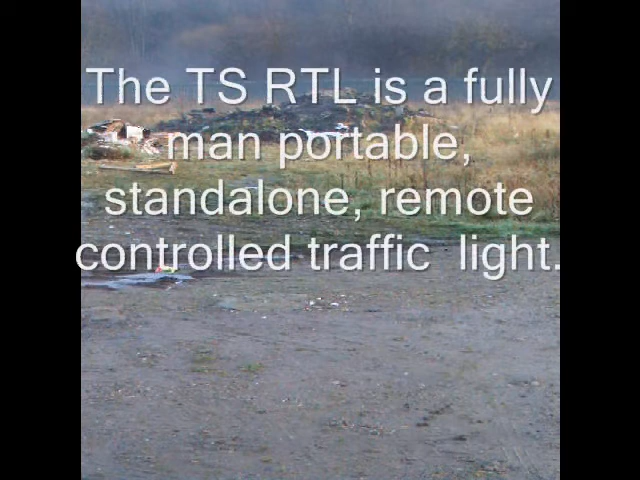 The TS RTL is a fully
man portable,
standalone, remote
controlled traffic light.